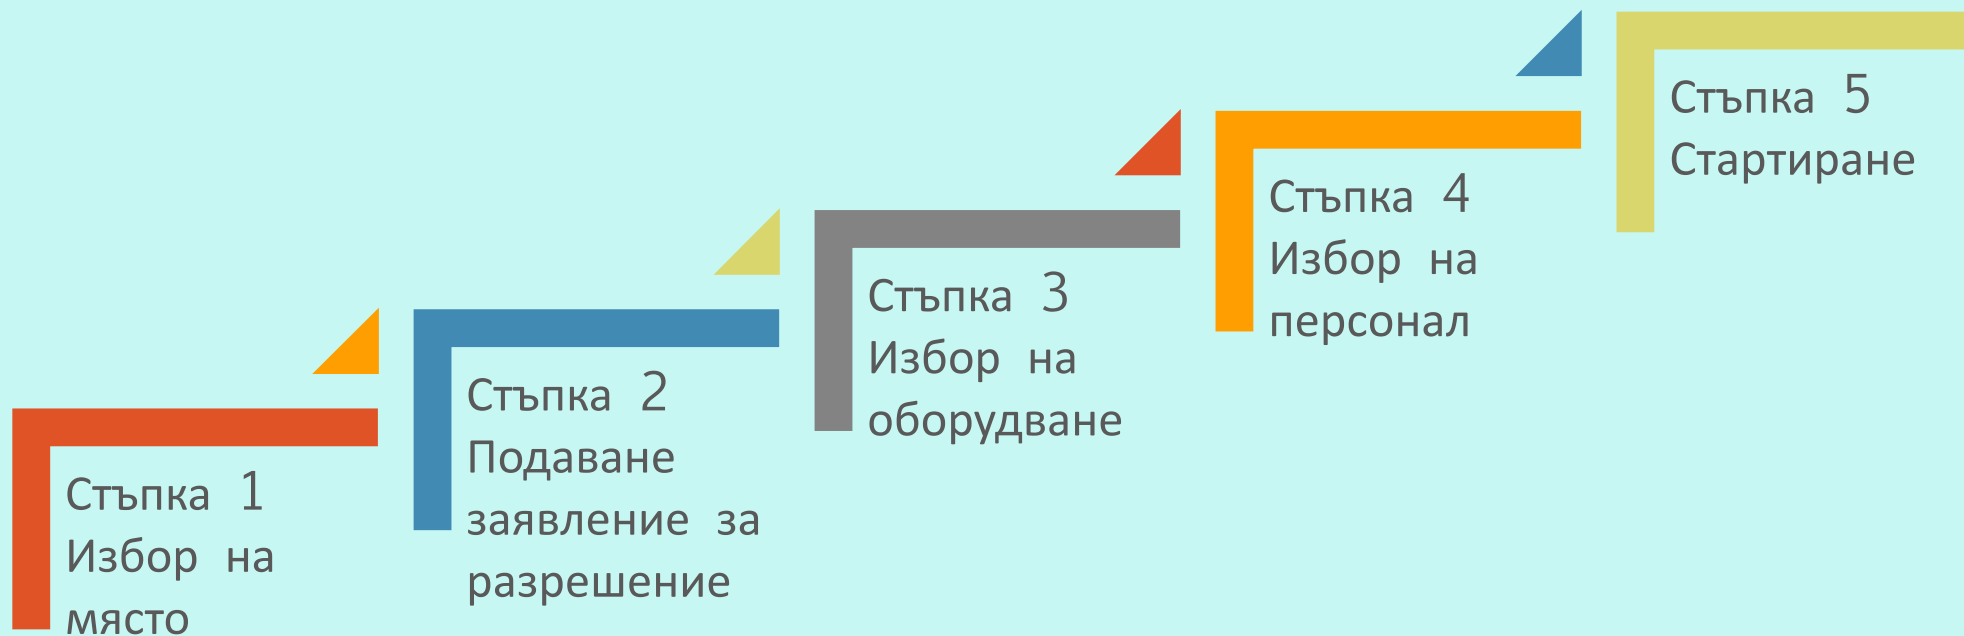 Стъпка 1
Избор на
място
Стъпка 2
Подаване
заявление за
разрешение
Стъпка 3
Избор на
оборудване
Стъпка 4
Избор на
персонал
Стъпка 5
Стартиране